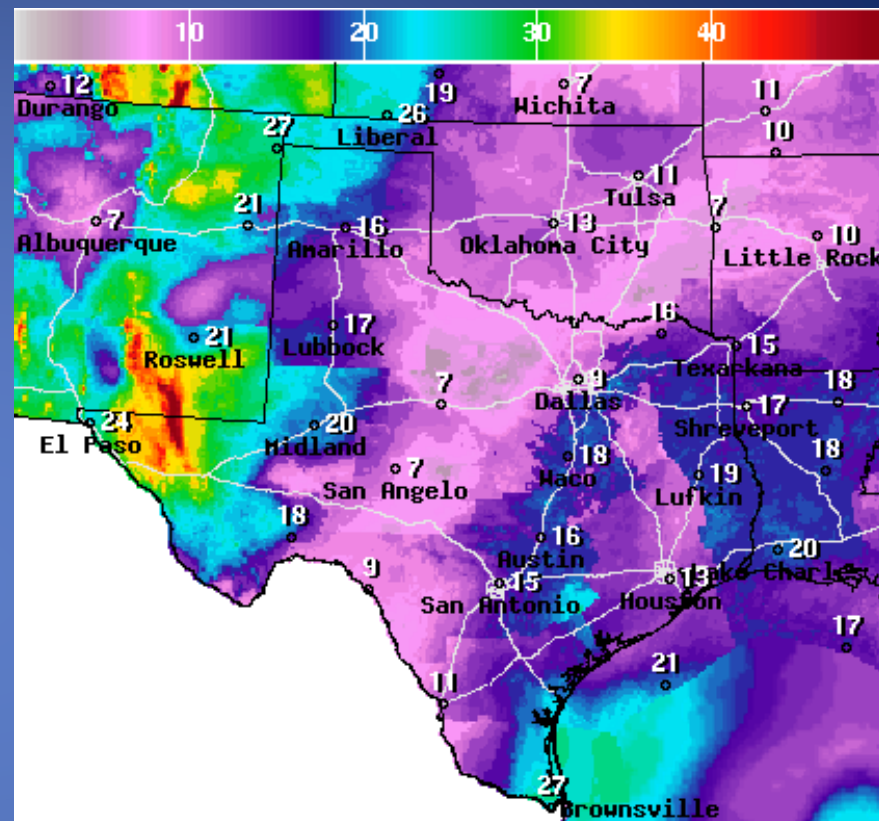 10 20 30 40
12 Durango
19
7 Wichita
11
26 Liberal
27
10
11 Tulsa
7
7 Albuquerque
21
16 Amarillo
13 Oklahoma City
10 Little Rock
21 Roswell
17 Lubbock
16
15 Texarkana
9 Dallas
7
18
17 Shreveport
24 El Paso
20 Midland
18 Waco
7 San Angelo
19 Lufkin
18
18
16 Austin
20 Lake Charles
15 San Antonio
13 Houston
9
17
21
11
27 Brownsville